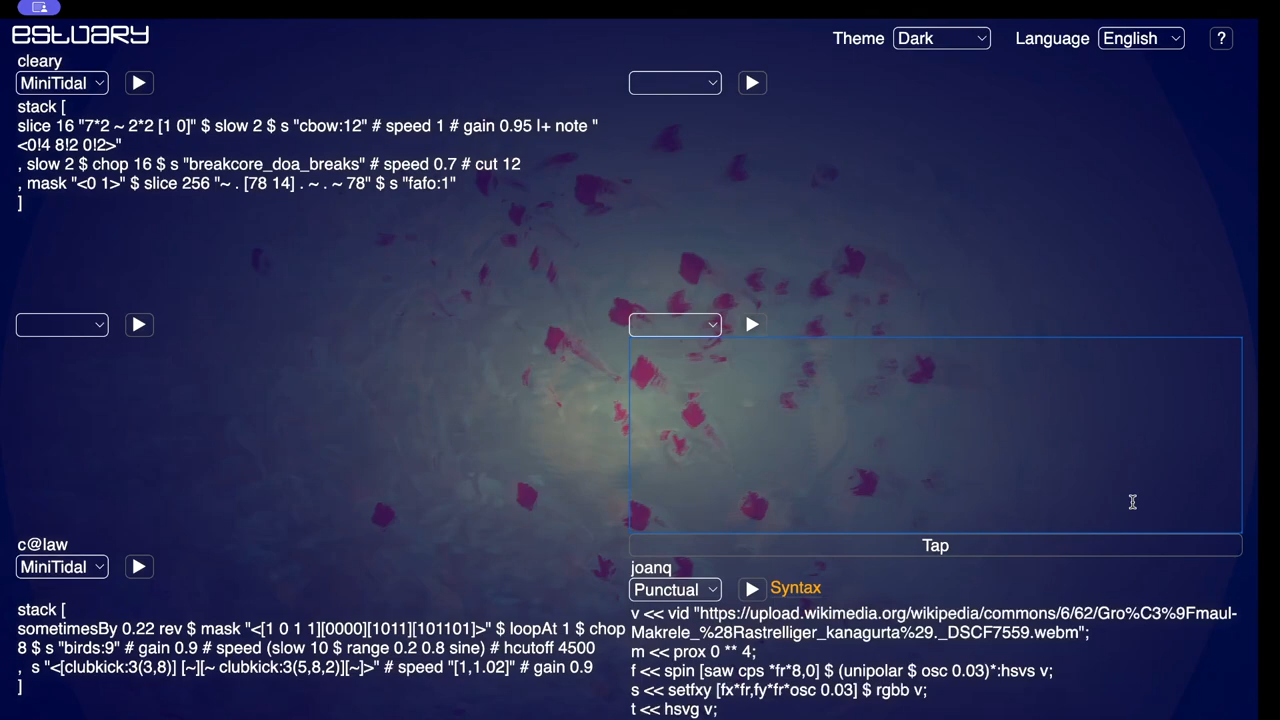 estuary
Theme Dark Language English ?
cleary
MiniTidal
stack [
slice 16 "7*2 ~ 2*2 [1 0]" $ slow 2 $ s "cbow:12" # speed 1 # gain 0.95 |+ note "
<0!4 8!2 0!2>"
, slow 2 $ chop 16 $ s "breakcore_doa_breaks" # speed 0.7 # cut 12
, mask "<0 1>" $ slice 256 "~ . [78 14] . ~ . ~ 78" $ s "fafo:1"
]
Tap
c@law
MiniTidal
stack [
sometimesBy 0.22 rev $ mask "<[1 0 1 1][0000][1011][101101]>" $ loopAt 1 $ chop
8 $ s "birds:9" # gain 0.9 # speed (slow 10 $ range 0.2 0.8 sine) # hcutoff 4500
, s "<[clubkick:3(3,8)] [~][~ clubkick:3(5,8,2)][~]>" # speed "[1,1.02]" # gain 0.9
]
joanq
Punctual Syntax
v << vid "https://upload.wikimedia.org/wikipedia/commons/6/62/Gro%C3%9Fmaul-
Makrele_%28Rastrelliger_kanagurta%29._DSCF7559.webm";
m << prox 0 ** 4;
f << spin [saw cps *fr*8,0] $ (unipolar $ osc 0.03)*:hsvs v;
s << setfxy [fx*fr,fy*fr*osc 0.03] $ rgbb v;
t << hsvg v;